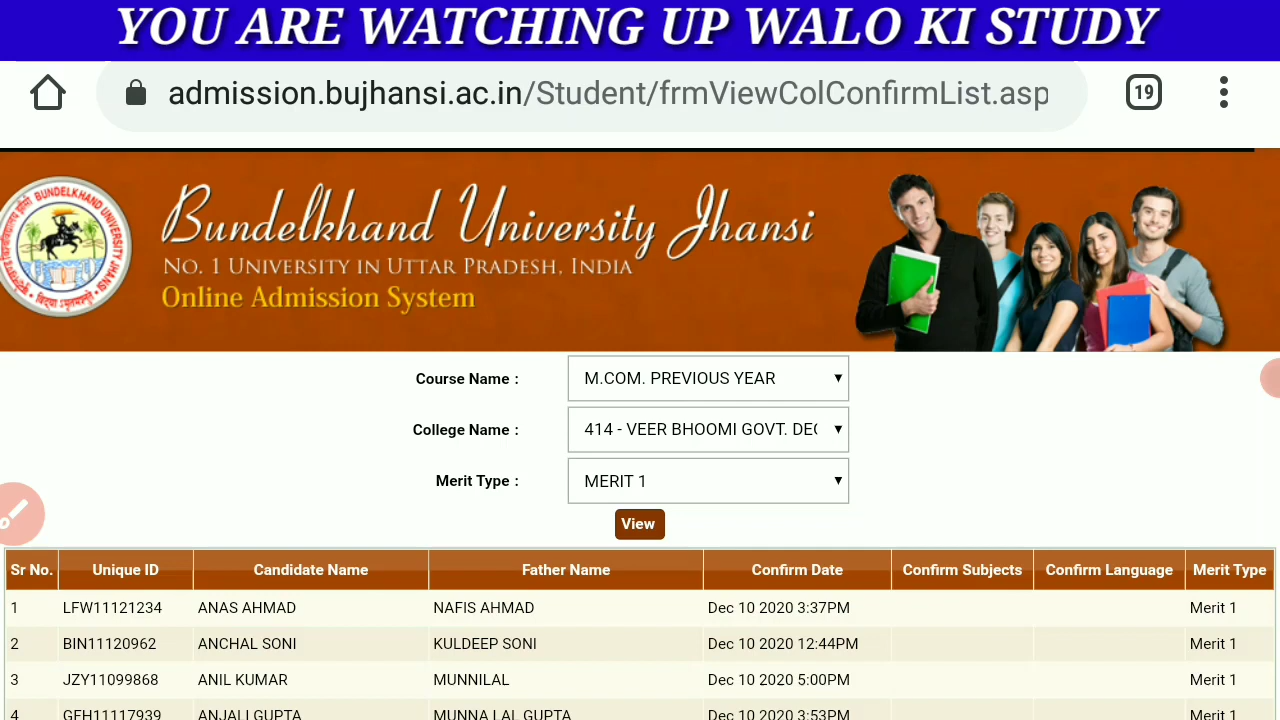 YOU ARE WATCHING UP WALO KI STUDY
admission.bujhansi.ac.in/Student/frmViewColConfirmList.asp
19
BUNDELKHAND UNIVERSITY JHANSI
Bundelkhand University Jhansi
NO. 1 UNIVERSITY IN UTTAR PRADESH, INDIA
Online Admission System
Course Name : M.COM. PREVIOUS YEAR
College Name : 414 - VEER BHOOMI GOVT. DEC
Merit Type : MERIT 1
View
Sr No. Unique ID Candidate Name Father Name Confirm Date Confirm Subjects Confirm Language Merit Type
1 LFW11121234 ANAS AHMAD NAFIS AHMAD Dec 10 2020 3:37PM Merit 1
2 BIN11120962 ANCHAL SONI KULDEEP SONI Dec 10 2020 12:44PM Merit 1
3 JZY11099868 ANIL KUMAR MUNNILAL Dec 10 2020 5:00PM Merit 1
4 GFH11117939 ANJALI GUPTA MUNNA LAL GUPTA Dec 10 2020 3:53PM Merit 1